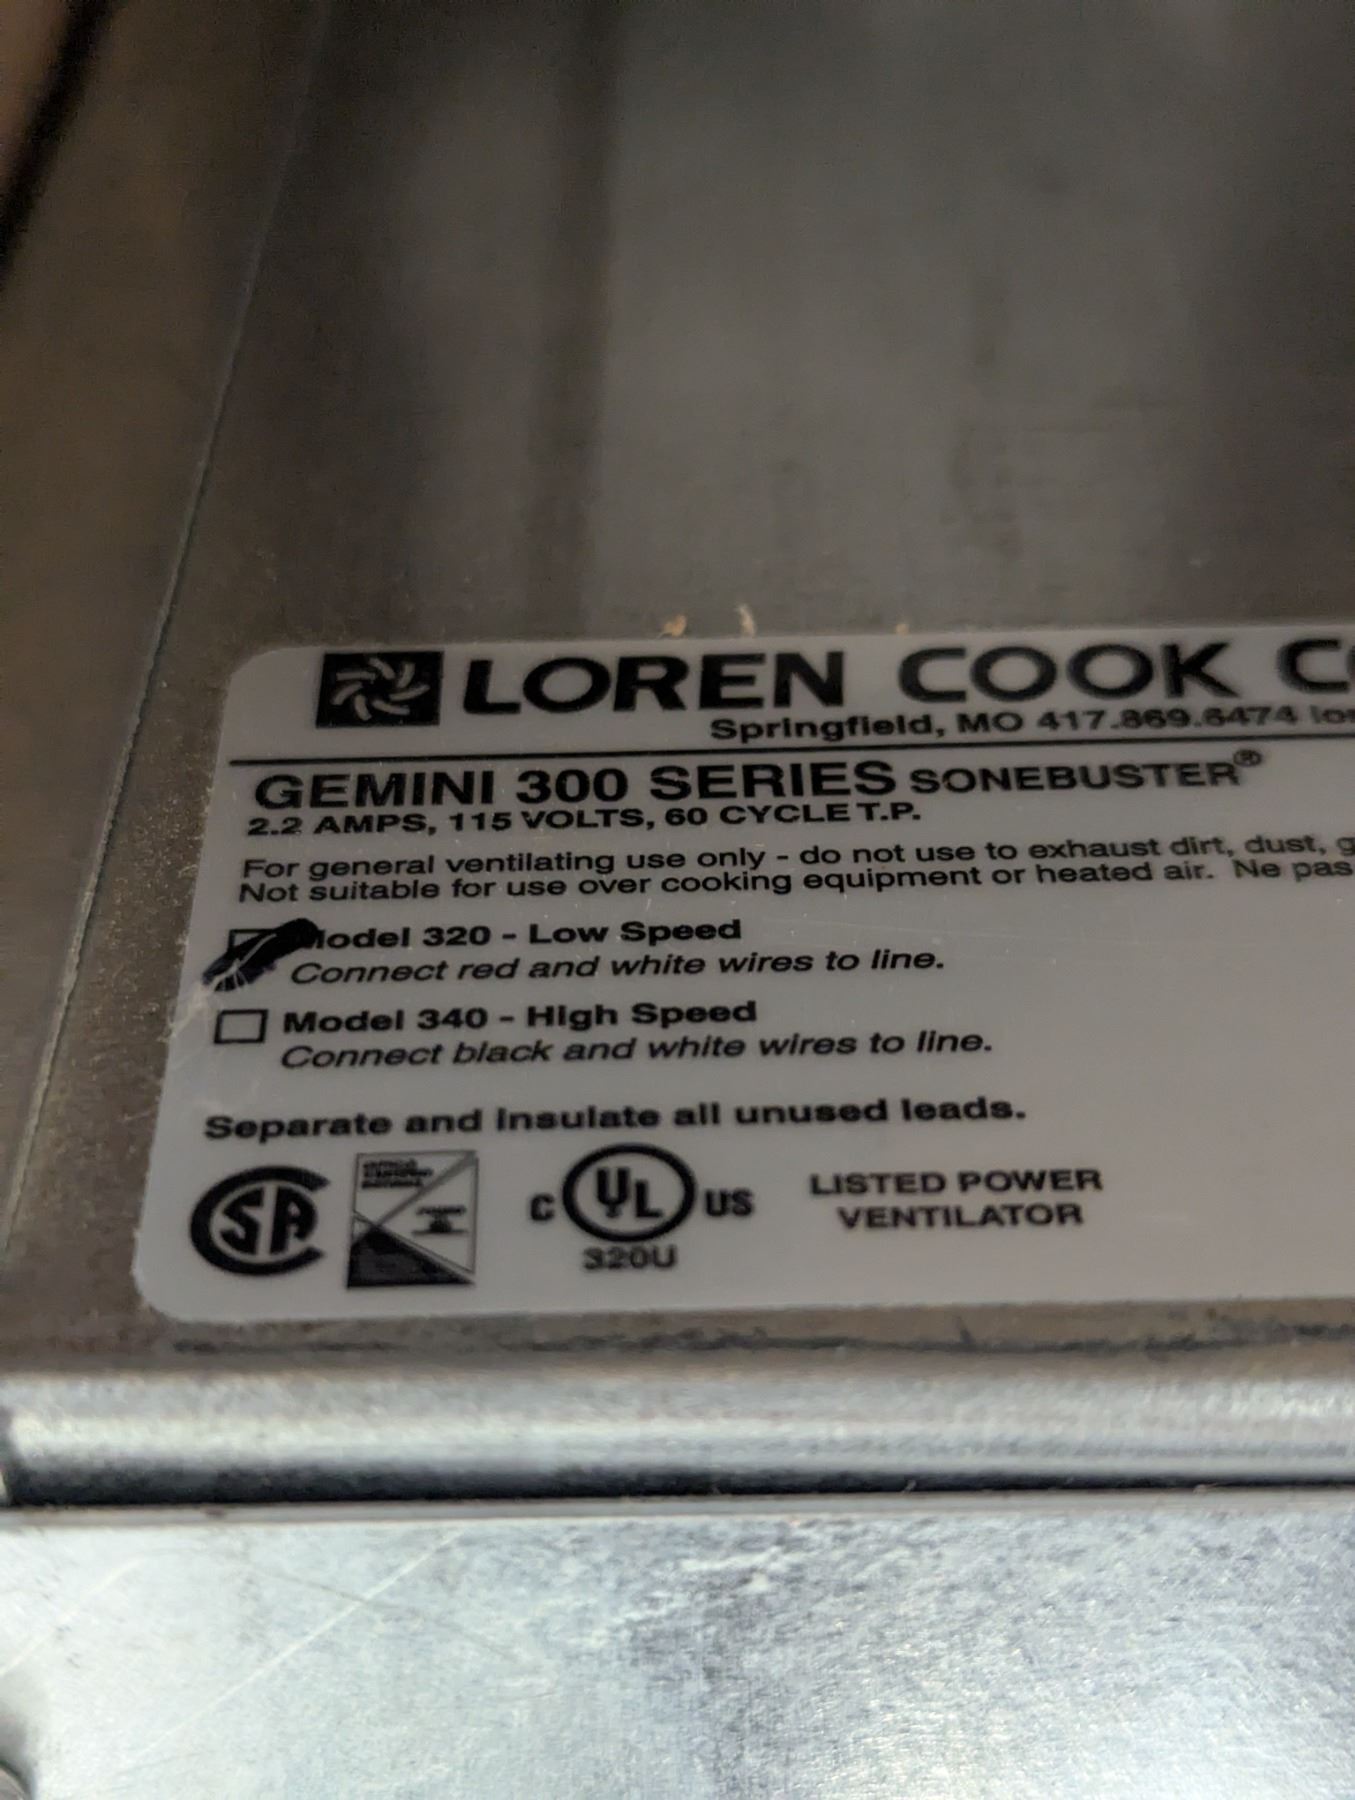 LOREN COOK
Springfield, MO 417.869.6474
GEMINI 300 SERIES SONEBUSTER®
2.2 AMPS, 115 VOLTS, 60 CYCLE T.P.
For general ventilating use only - do not use to exhaust dirt, dust,
Not suitable for use over cooking equipment or heated air. Ne pas
Model 320 - Low Speed
Connect red and white wires to line.
Model 340 - High Speed
Connect black and white wires to line.
Separate and insulate all unused leads.
SA
C UL US
320U
LISTED POWER
VENTILATOR